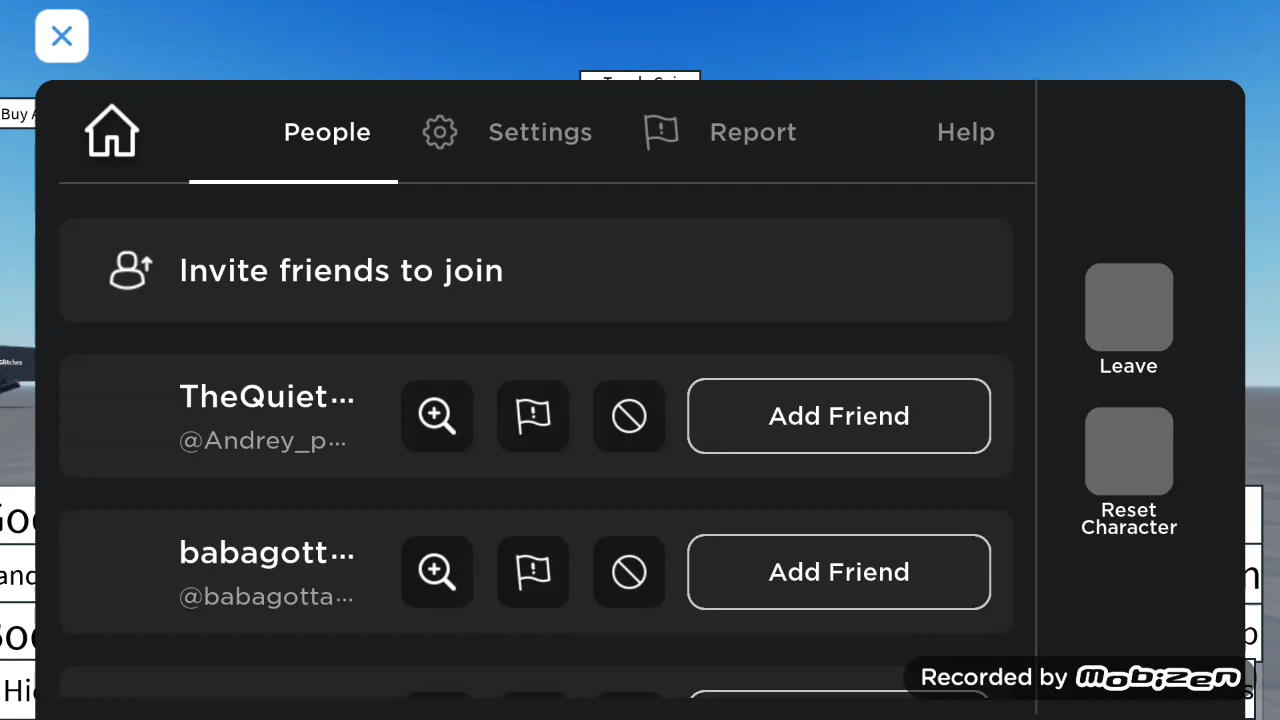 Buy
People
Settings
Report
Help
Invite friends to join
TheQuiet...
@Andrey_p...
Add Friend
babagott...
@babagotta...
Add Friend
Leave
Reset
Character
Recorded by mobizen